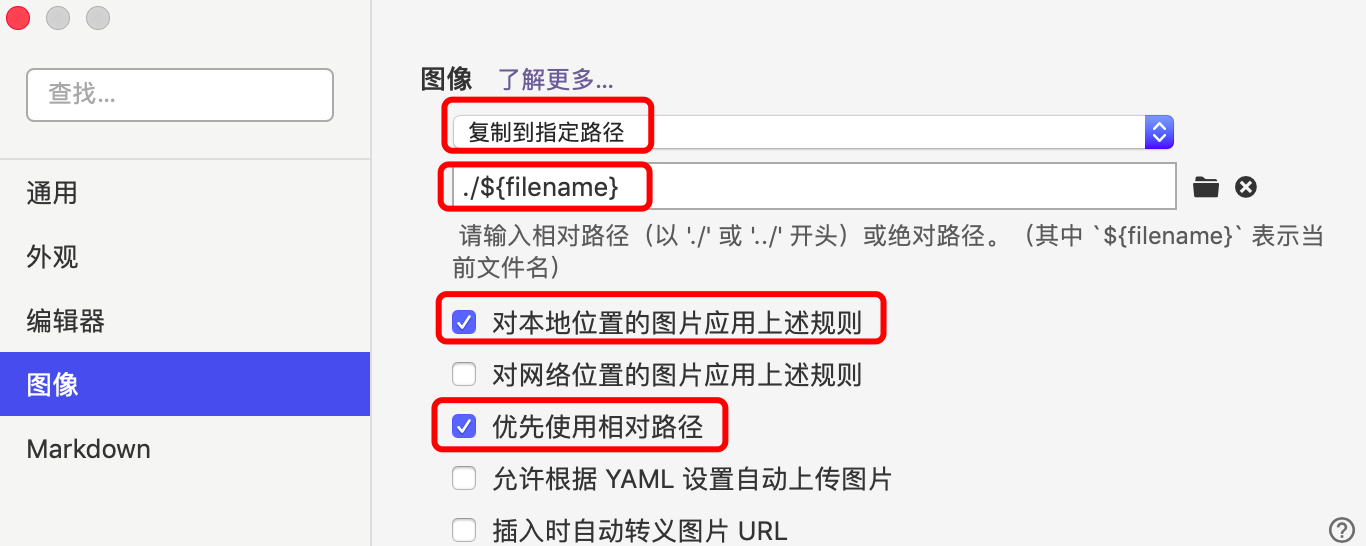 查找...
通用
外观
编辑器
图像
Markdown
图像 了解更多...
复制到指定路径
./${filename}
请输入相对路径（以 './' 或 '../' 开头）或绝对路径。（其中 `${filename}` 表示当
前文件名）
对本地位置的图片应用上述规则
对网络位置的图片应用上述规则
优先使用相对路径
允许根据 YAML 设置自动上传图片
插入时自动转义图片 URL
?